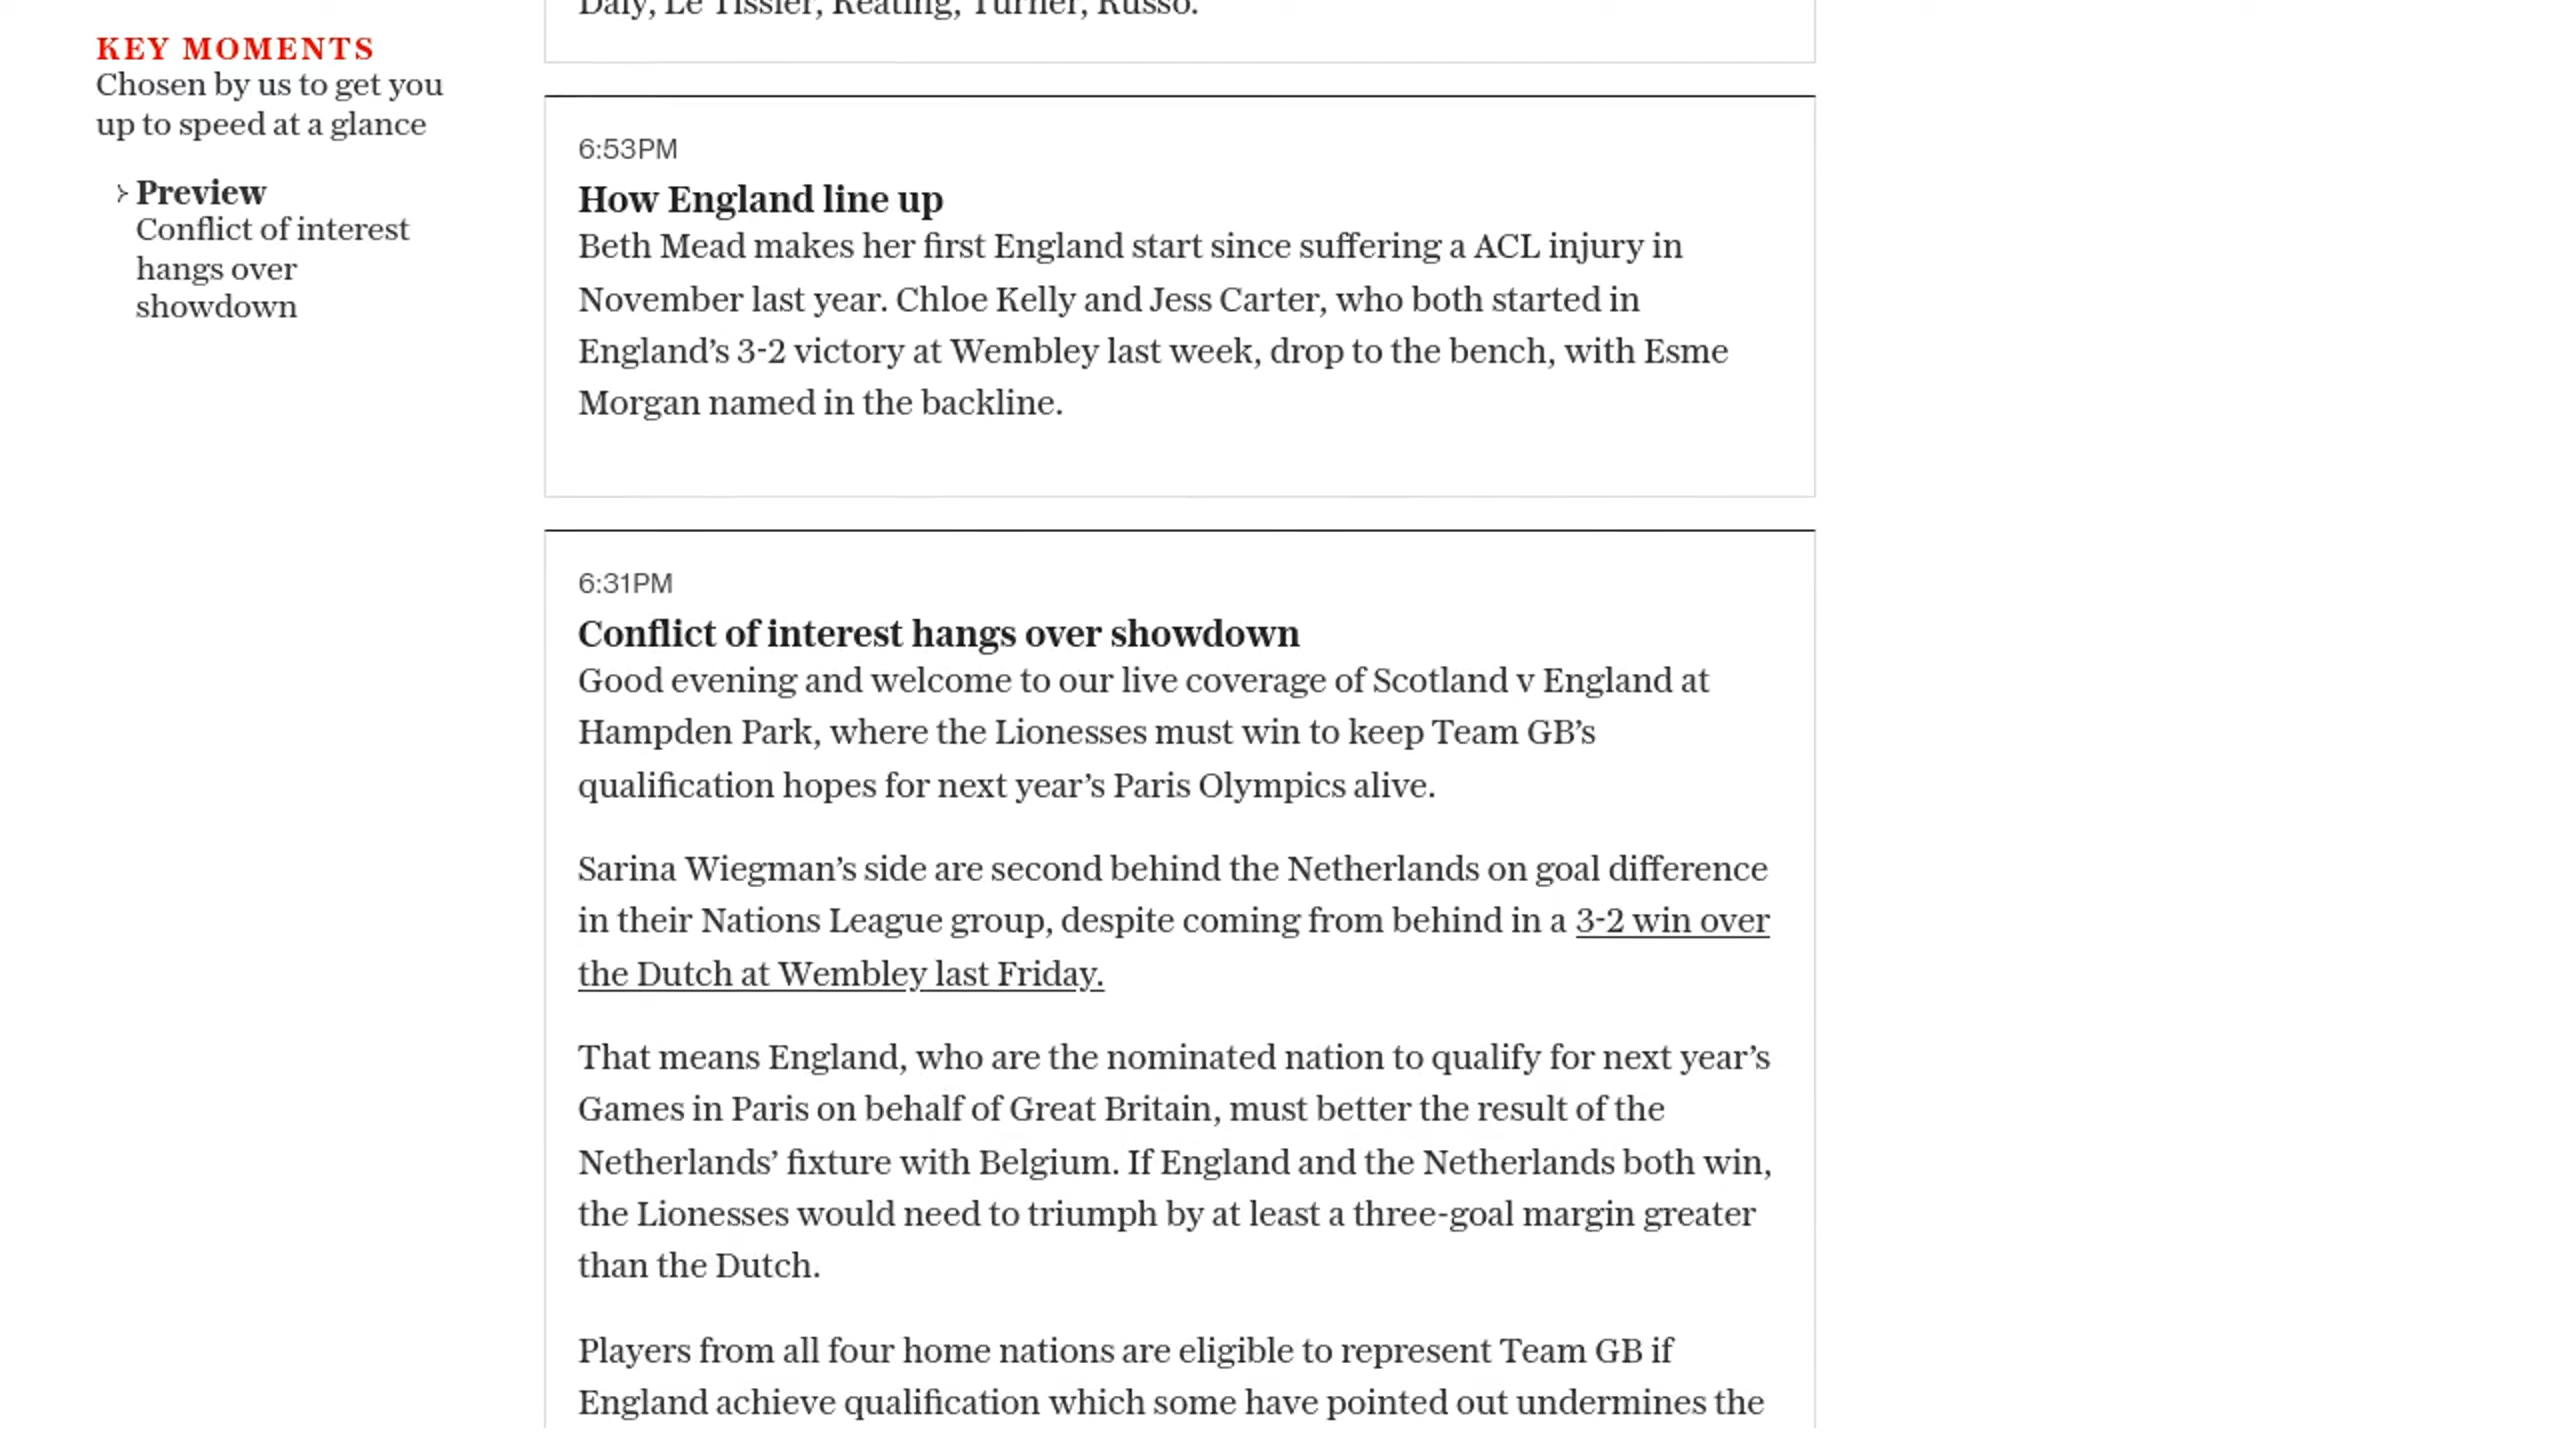 Daly, Le Tissier, Keating, Turner, Russo.
KEY MOMENTS
Chosen by us to get you
up to speed at a glance
Preview
Conflict of interest
hangs over
showdown
6:53PM
How England line up
Beth Mead makes her first England start since suffering a ACL injury in
November last year. Chloe Kelly and Jess Carter, who both started in
England’s 3-2 victory at Wembley last week, drop to the bench, with Esme
Morgan named in the backline.
6:31PM
Conflict of interest hangs over showdown
Good evening and welcome to our live coverage of Scotland v England at
Hampden Park, where the Lionesses must win to keep Team GB’s
qualification hopes for next year’s Paris Olympics alive.
Sarina Wiegman’s side are second behind the Netherlands on goal difference
in their Nations League group, despite coming from behind in a 3-2 win over
the Dutch at Wembley last Friday.
That means England, who are the nominated nation to qualify for next year’s
Games in Paris on behalf of Great Britain, must better the result of the
Netherlands’ fixture with Belgium. If England and the Netherlands both win,
the Lionesses would need to triumph by at least a three-goal margin greater
than the Dutch.
Players from all four home nations are eligible to represent Team GB if
England achieve qualification which some have pointed out undermines the